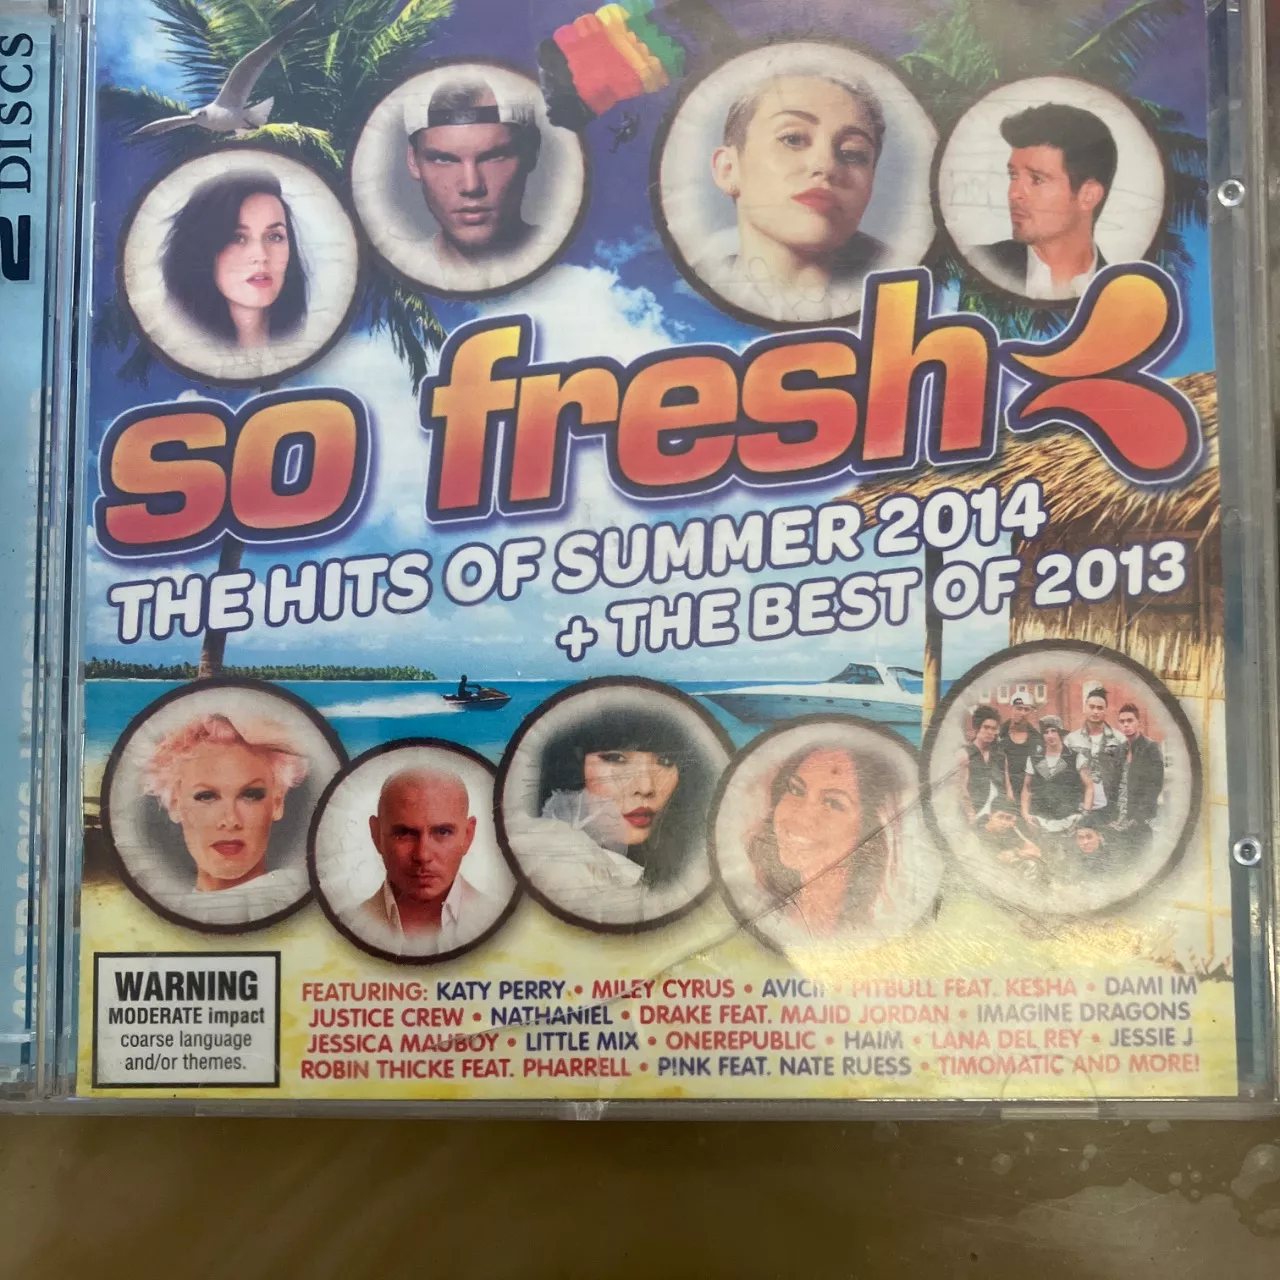 2 DISCS
so fresh
THE HITS OF SUMMER 2014
+ THE BEST OF 2013
WARNING
MODERATE impact
coarse language
and/or themes.
FEATURING: KATY PERRY • MILEY CYRUS • AVICII • PITBULL FEAT. KE$HA • DAMI IM
JUSTICE CREW • NATHANIEL • DRAKE FEAT. MAJID JORDAN • IMAGINE DRAGONS
JESSICA MAUBOY • LITTLE MIX • ONEREPUBLIC • HAIM • LANA DEL REY • JESSIE J
ROBIN THICKE FEAT. PHARRELL • P!NK FEAT. NATE RUESS • TIMOMATIC AND MORE!